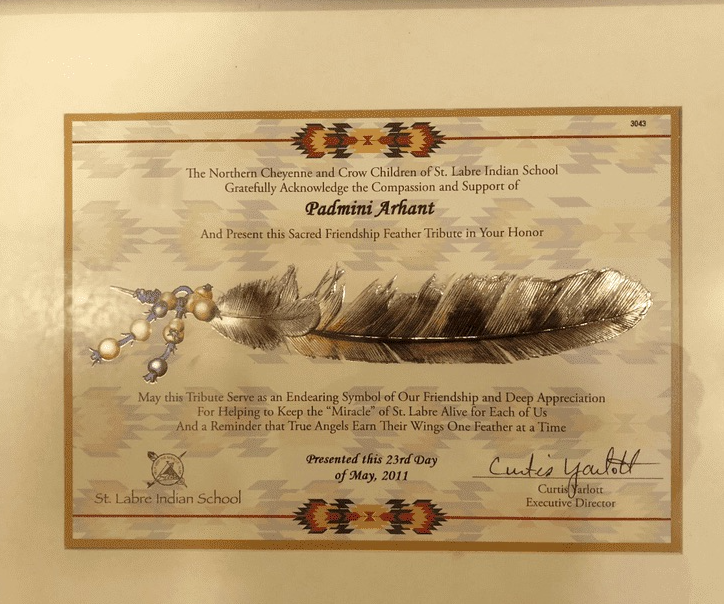 3043
The Northern Cheyenne and Crow Children of St. Labre Indian School
Gratefully Acknowledge the Compassion and Support of
Padmini Arhant
And Present this Sacred Friendship Feather Tribute in Your Honor
May this Tribute Serve as an Endearing Symbol of Our Friendship and Deep Appreciation
For Helping to Keep the “Miracle” of St. Labre Alive for Each of Us
And a Reminder that True Angels Earn Their Wings One Feather at a Time
Presented this 23rd Day
of May, 2011
St. Labre Indian School
Curtis Yarlott
Curtis Yarlott
Executive Director